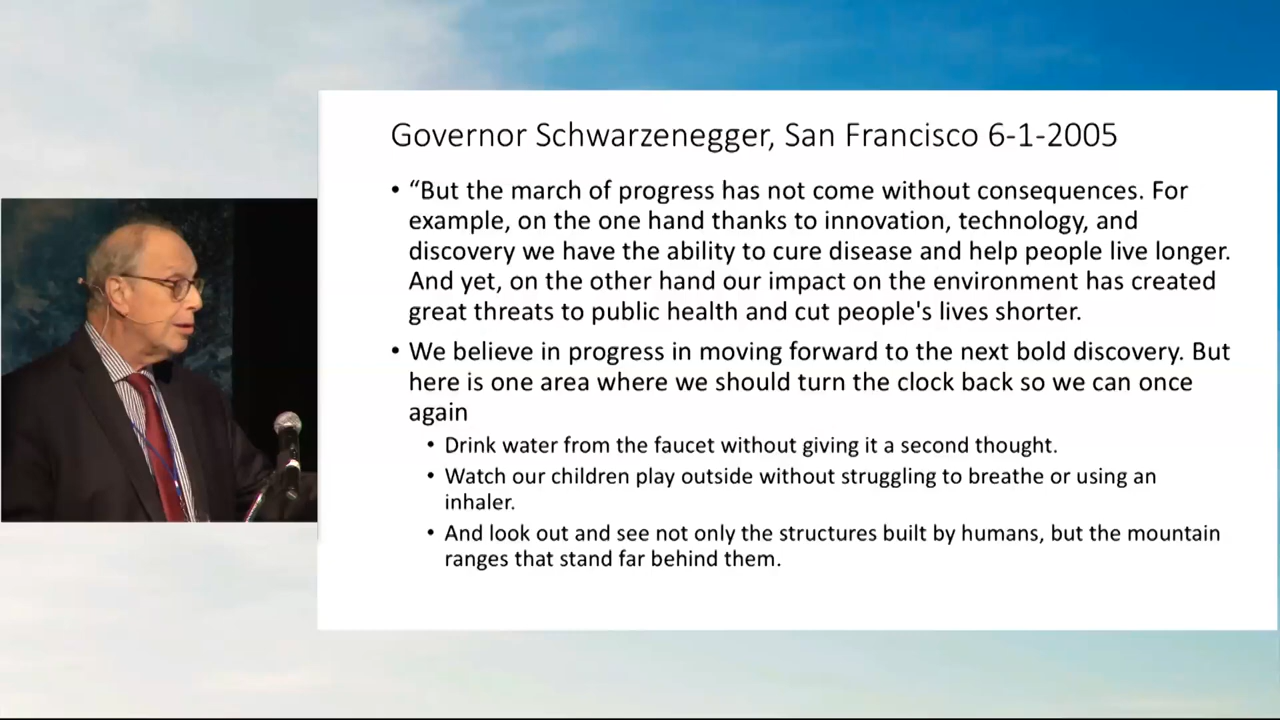 Governor Schwarzenegger, San Francisco 6-1-2005
• “But the march of progress has not come without consequences. For
example, on the one hand thanks to innovation, technology, and
discovery we have the ability to cure disease and help people live longer.
And yet, on the other hand our impact on the environment has created
great threats to public health and cut people's lives shorter.
• We believe in progress in moving forward to the next bold discovery. But
here is one area where we should turn the clock back so we can once
again
• Drink water from the faucet without giving it a second thought.
• Watch our children play outside without struggling to breathe or using an
inhaler.
• And look out and see not only the structures built by humans, but the mountain
ranges that stand far behind them.